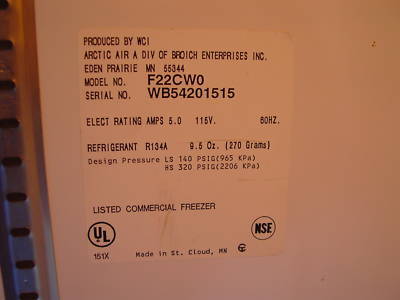 PRODUCED BY WCI
ARCTIC AIR A DIV OF BROICH ENTERPRISES INC.
EDEN PRAIRIE MN 55344
MODEL NO. F22CW0
SERIAL NO. WB54201515
ELECT RATING AMPS 5.0 115V. 60HZ.
REFRIGERANT R134A 9.5 Oz. (270 Grams)
Design Pressure LS 140 PSIG(965 KPa)
HS 320 PSIG(2206 KPa)
LISTED COMMERCIAL FREEZER
UL
NSF
151X Made in St. Cloud, MN